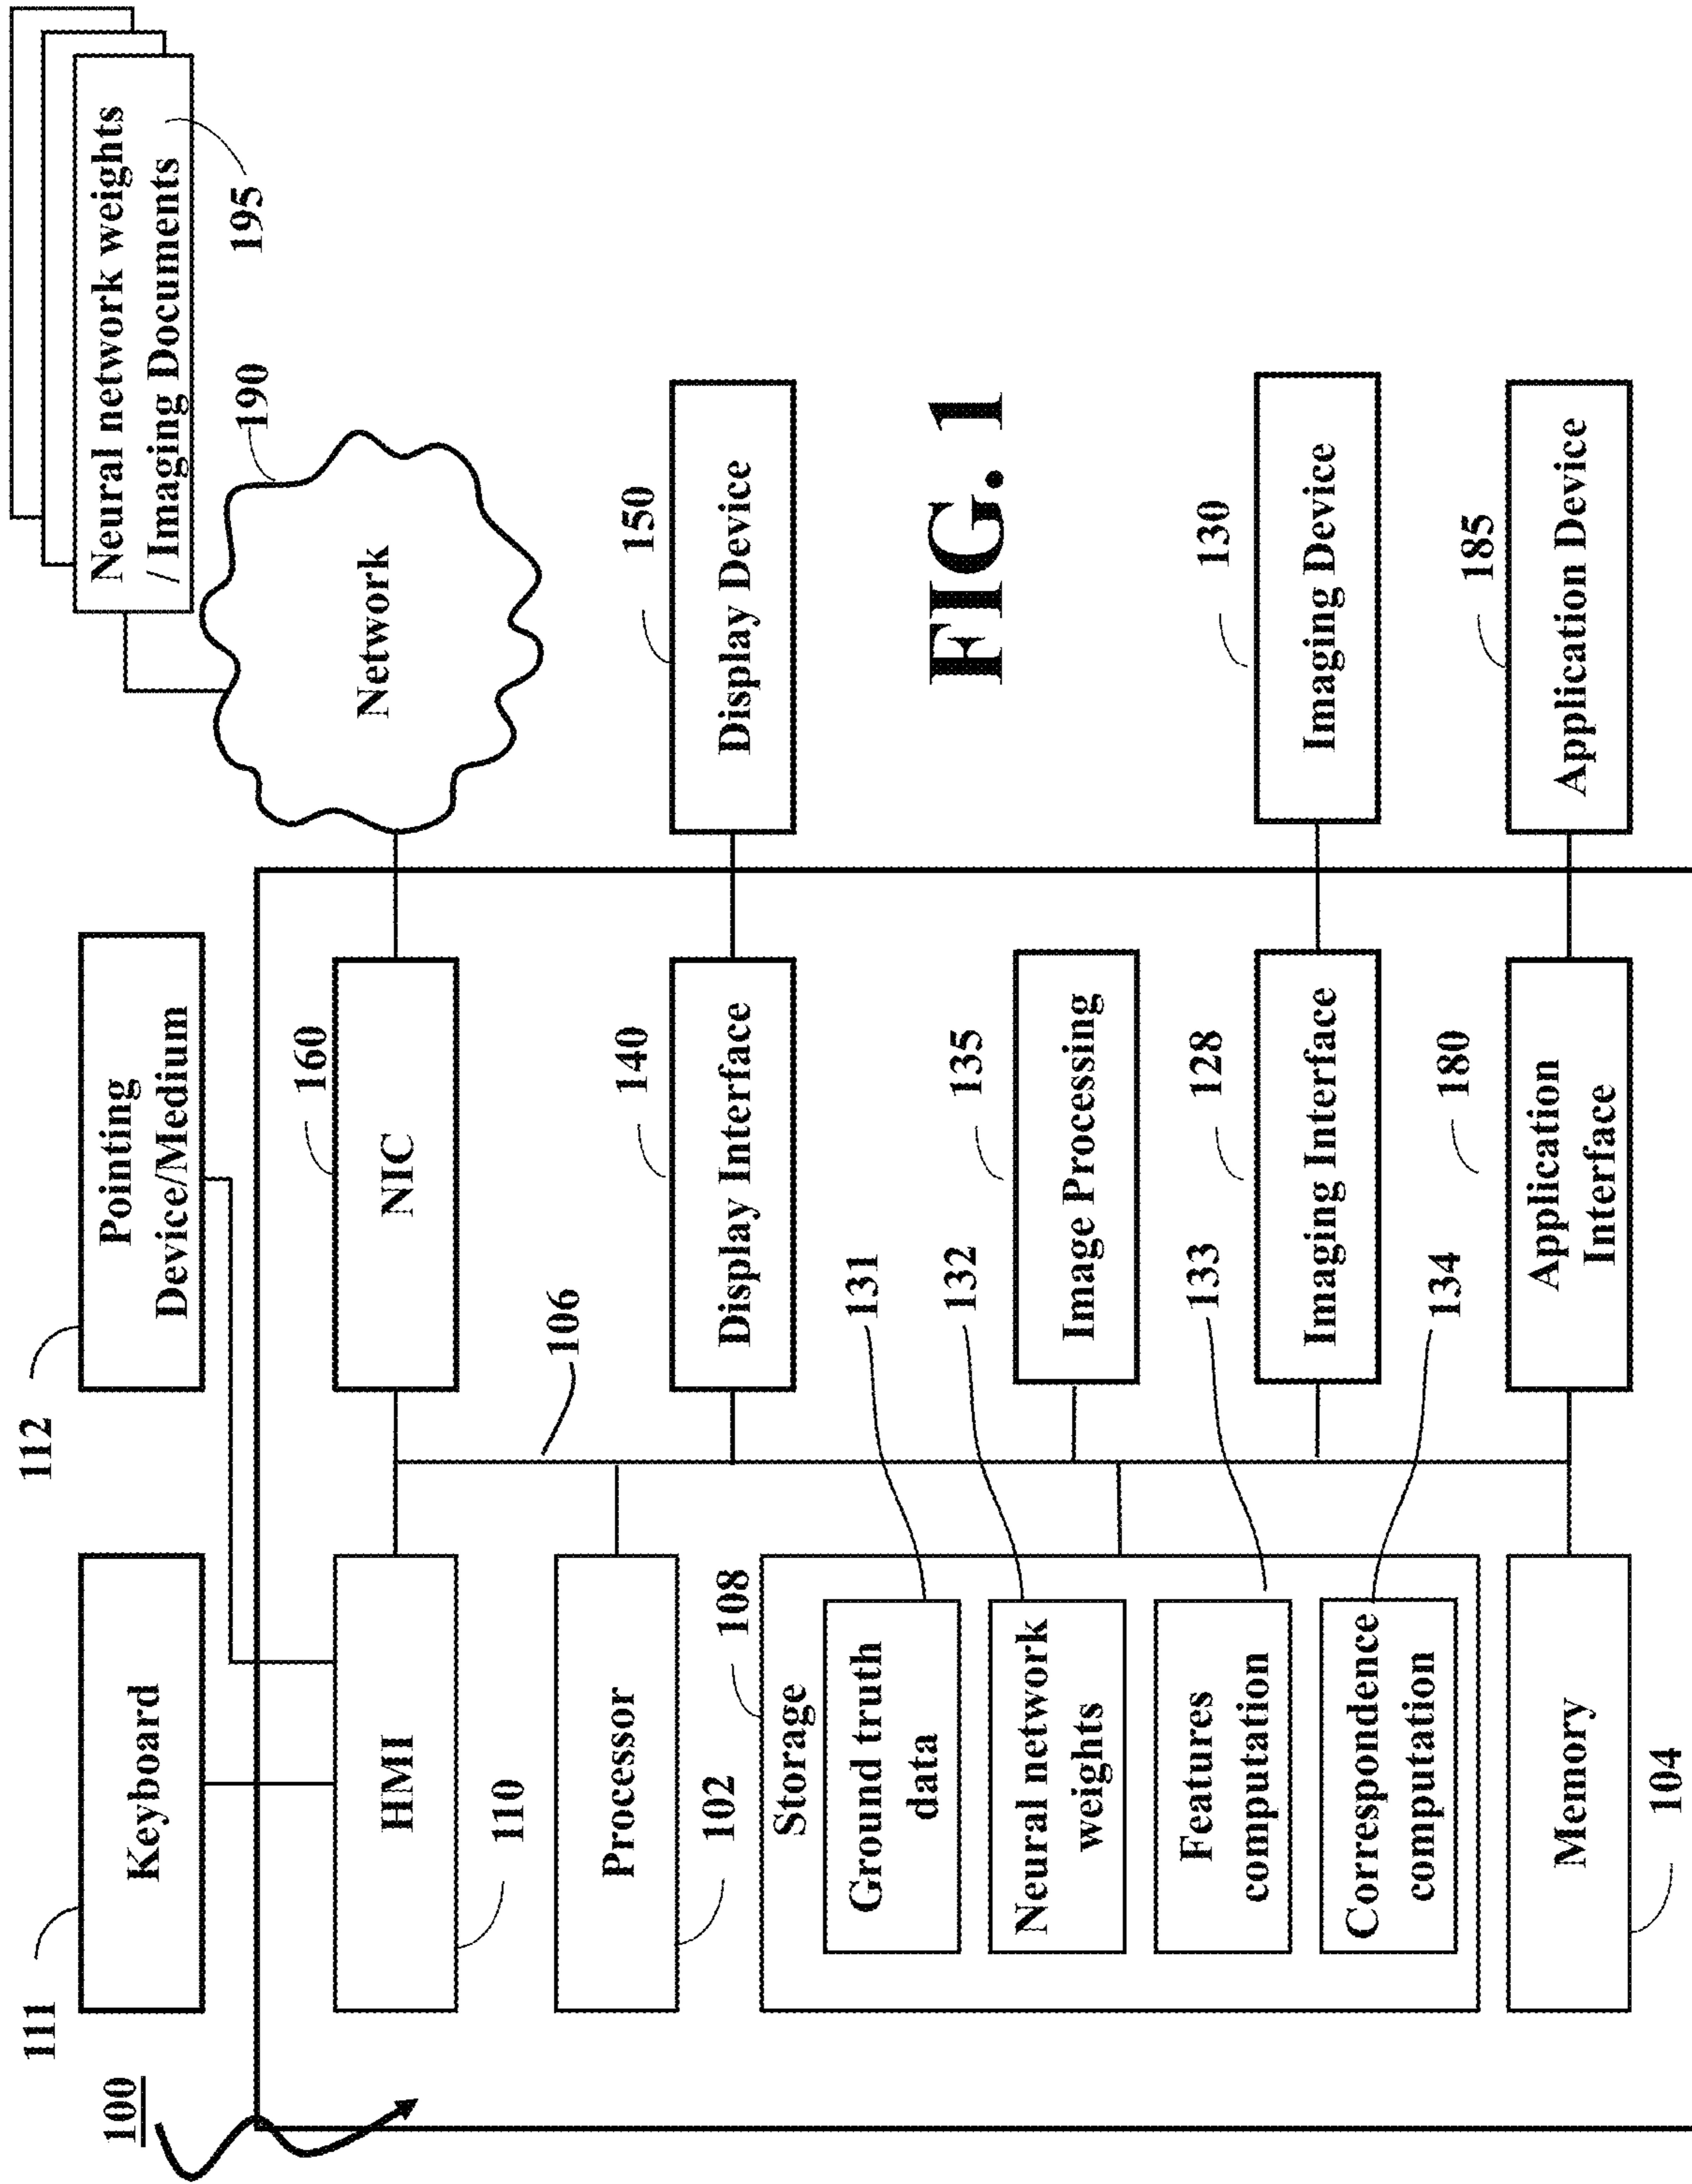 111
112
100
Keyboard
Pointing
Device/Medium
Neural network weights
/ Imaging Documents
195
190
160
HMI
NIC
Network
110
106
Processor
140
150
102
108
Display Interface
Display Device
Storage
Ground truth
data
131
FIG. 1
132
135
Neural network
weights
Image Processing
Features
computation
133
128
130
Imaging Interface
Imaging Device
Correspondence
computation
134
180
185
Memory
Application
Interface
Application Device
104